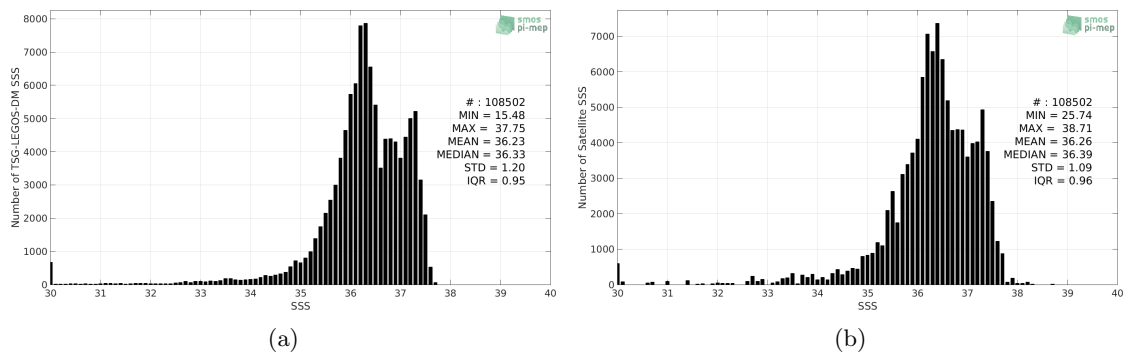 smos
pi-mep
8000
7000
6000
5000
4000
3000
2000
1000
0
Number of TSG-LEGOS-DM SSS
# : 108502
MIN = 15.48
MAX = 37.75
MEAN = 36.23
MEDIAN = 36.33
STD = 1.20
IQR = 0.95
30 31 32 33 34 35 36 37 38 39 40
SSS
(a)
smos
pi-mep
7000
6000
5000
4000
3000
2000
1000
0
Number of Satellite SSS
# : 108502
MIN = 25.74
MAX = 38.71
MEAN = 36.26
MEDIAN = 36.39
STD = 1.09
IQR = 0.96
30 31 32 33 34 35 36 37 38 39 40
SSS
(b)